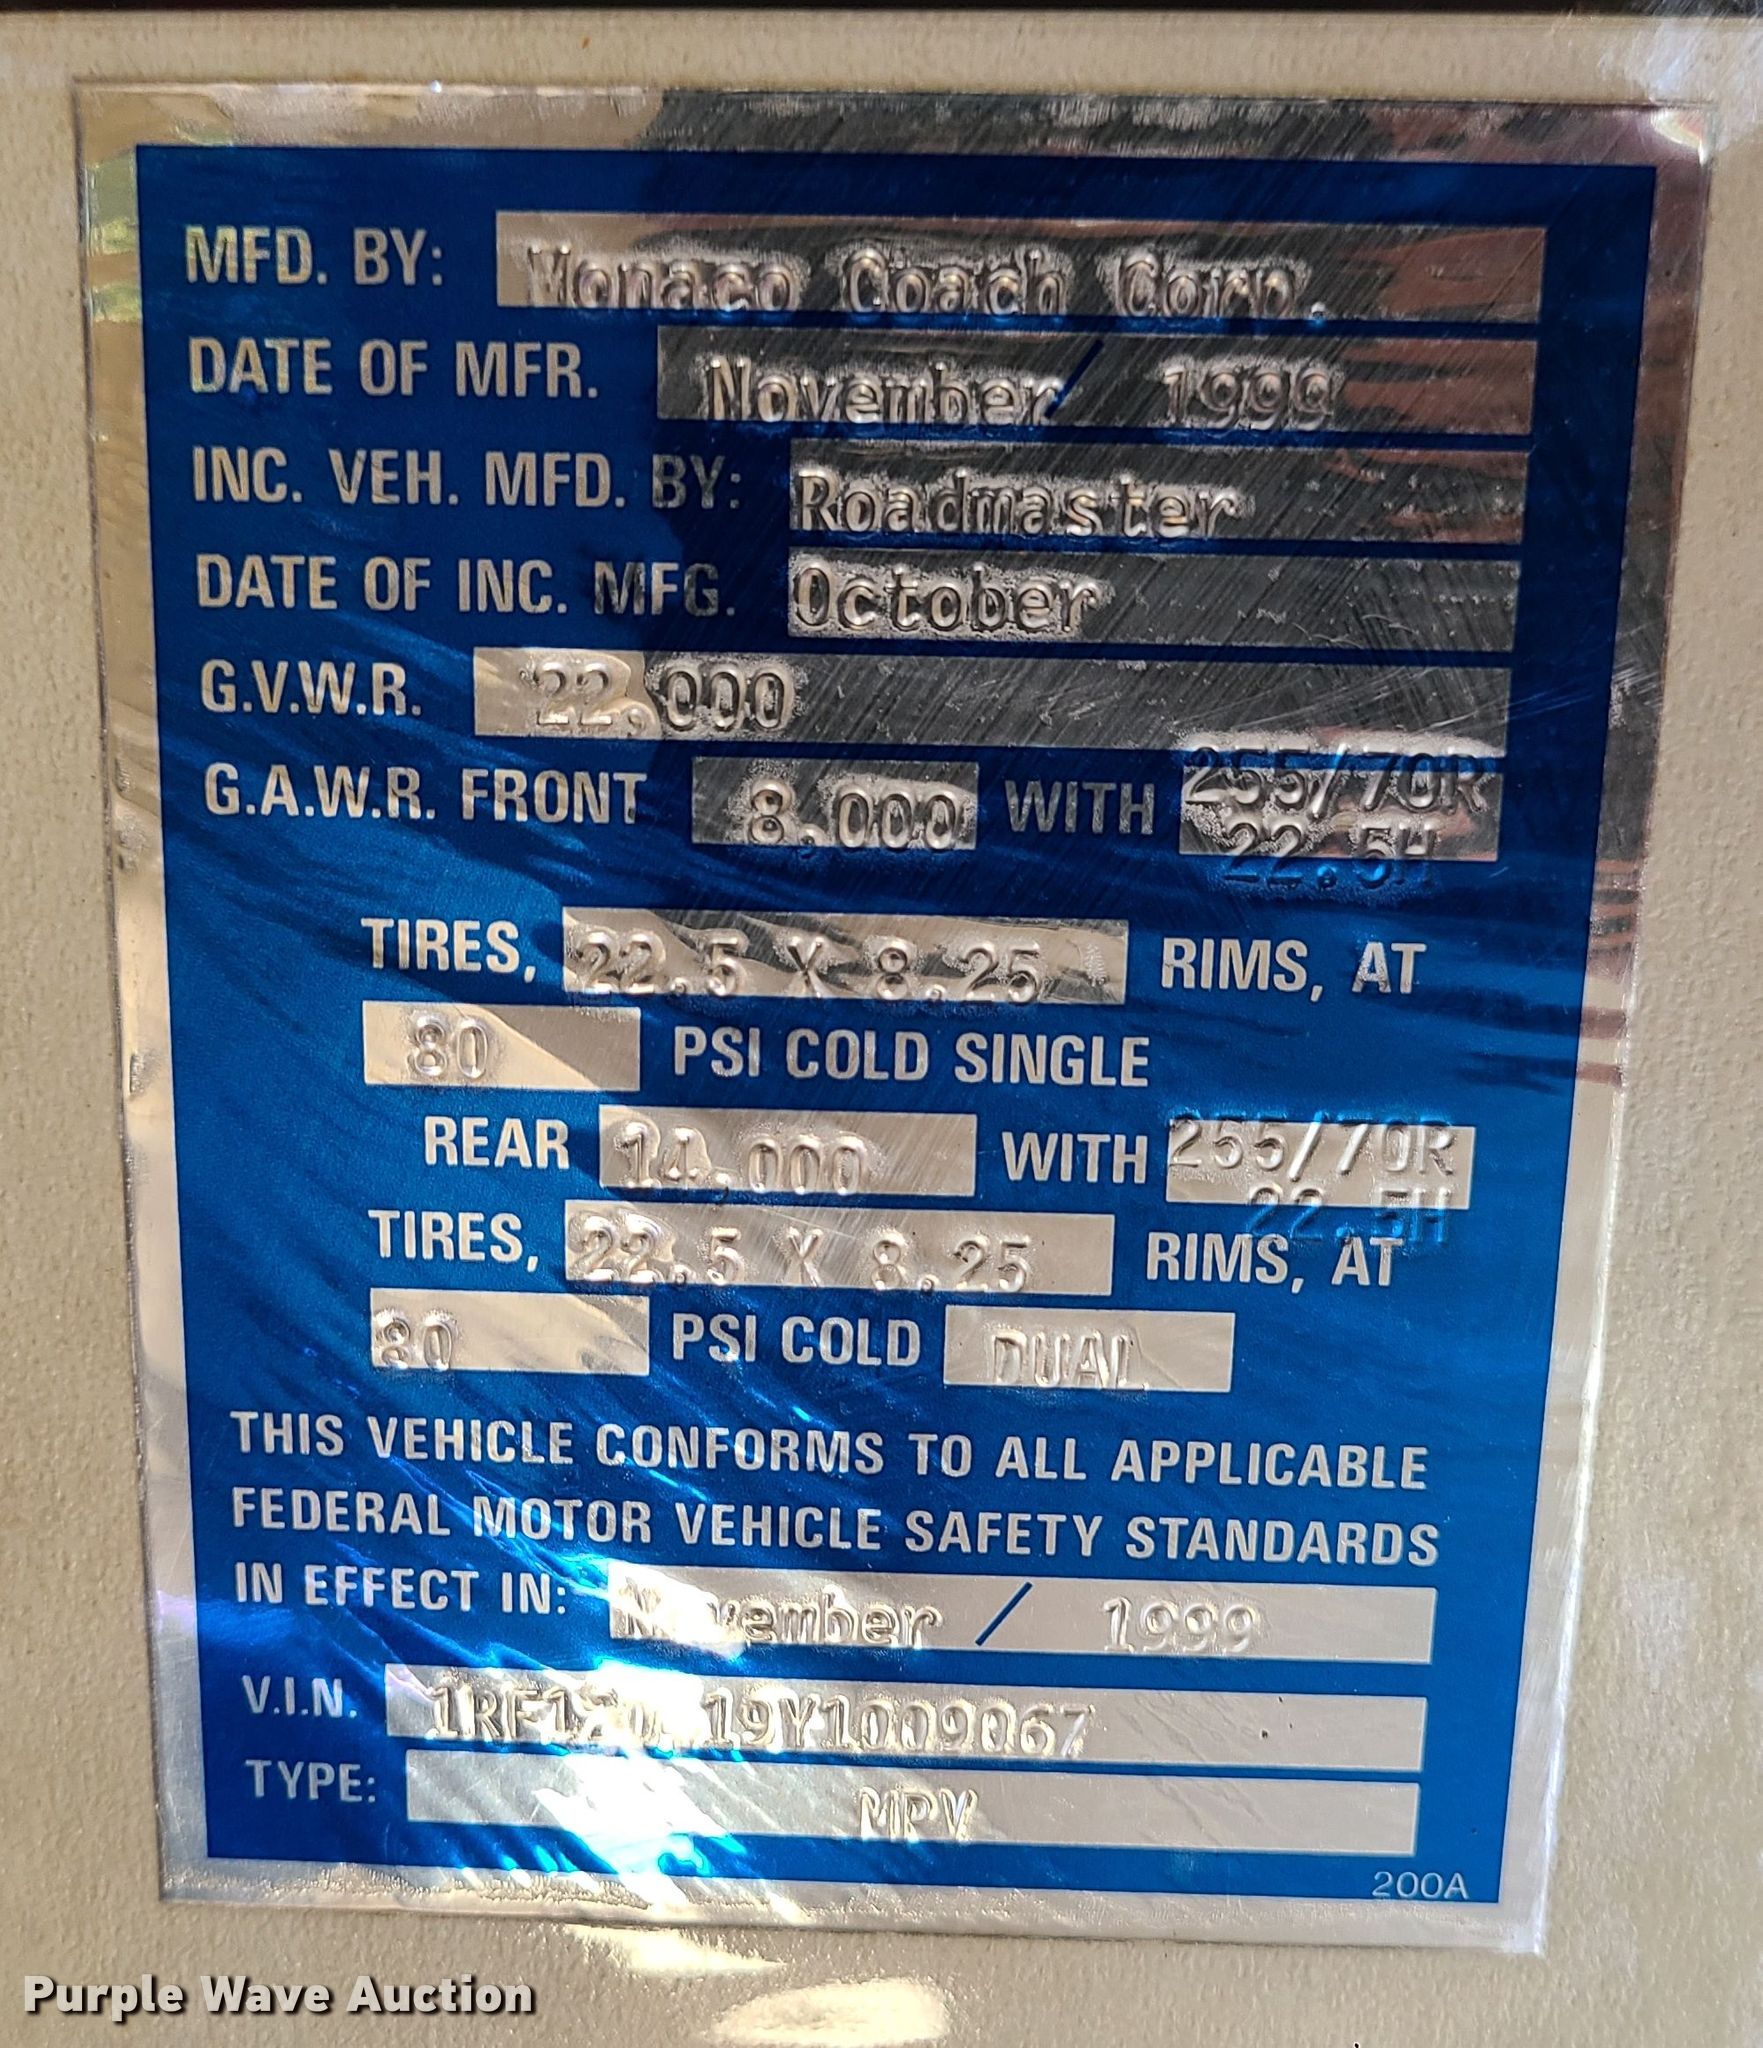 MFD. BY: Monaco Coach Corp.
DATE OF MFR. November / 1999
INC. VEH. MFD. BY: Roadmaster
DATE OF INC. MFG. October
G.V.W.R. 22,000
G.A.W.R. FRONT 8,000 WITH 255/70R
22.5H
TIRES, 22.5 X 8.25 RIMS, AT
80 PSI COLD SINGLE
REAR 14,000 WITH 255/70R
22.5H
TIRES, 22.5 X 8.25 RIMS, AT
80 PSI COLD DUAL
THIS VEHICLE CONFORMS TO ALL APPLICABLE
FEDERAL MOTOR VEHICLE SAFETY STANDARDS
IN EFFECT IN: November / 1999
V.I.N.
TYPE: MPV
200A
Purple Wave Auction